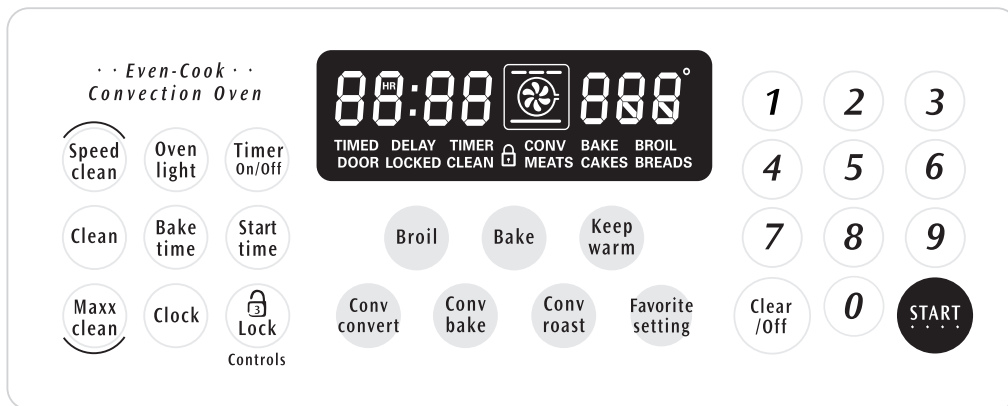 · · Even-Cook · ·
Convection Oven
Speed
clean
Oven
light
Timer
On/Off
Clean
Bake
time
Start
time
Maxx
clean
Clock
3
Lock
Controls
88:88 888°
HR
TIMED DELAY TIMER CONV BAKE BROIL
DOOR LOCKED CLEAN MEATS CAKES BREADS
Broil
Bake
Keep
warm
Conv
convert
Conv
bake
Conv
roast
Favorite
setting
1 2 3
4 5 6
7 8 9
Clear
/Off
0
START